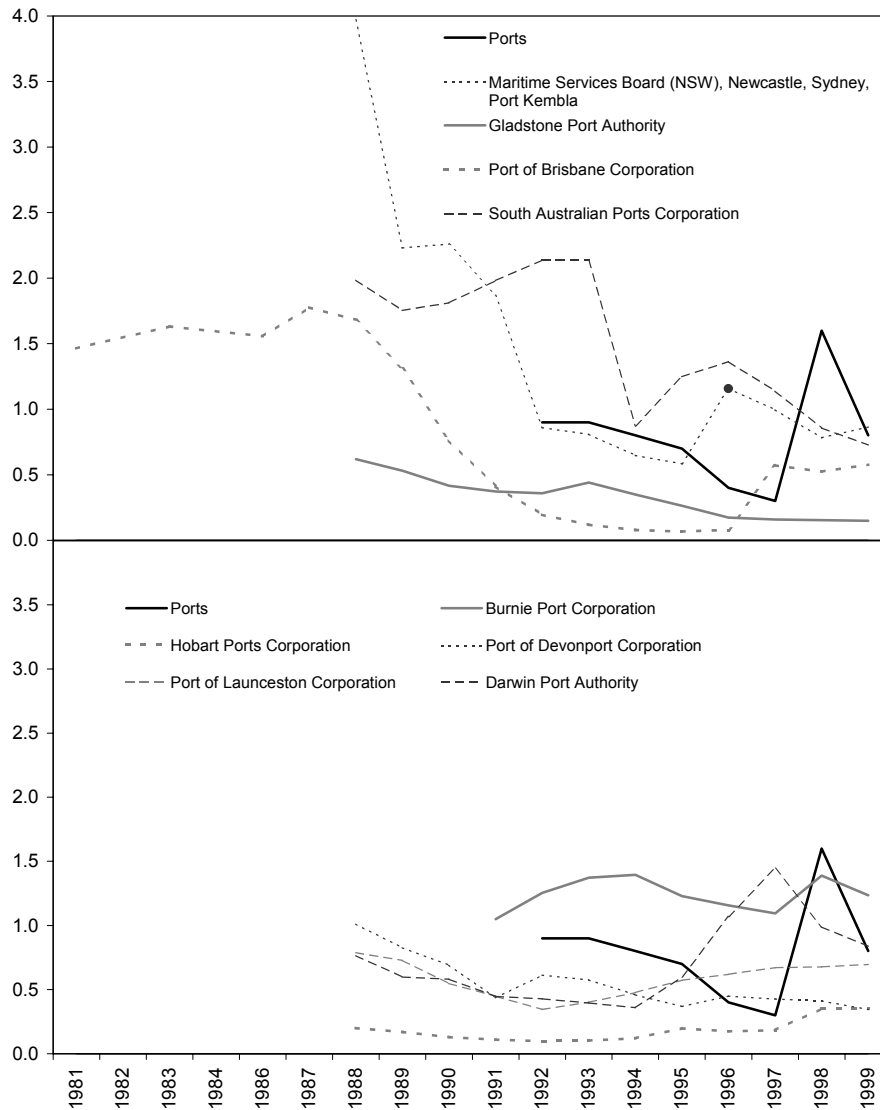 4.0
3.5
3.0
2.5
2.0
1.5
1.0
0.5
0.0
Ports
Maritime Services Board (NSW), Newcastle, Sydney,
Port Kembla
Gladstone Port Authority
Port of Brisbane Corporation
South Australian Ports Corporation
3.5
3.0
2.5
2.0
1.5
1.0
0.5
0.0
Ports
Burnie Port Corporation
Hobart Ports Corporation
Port of Devonport Corporation
Port of Launceston Corporation
Darwin Port Authority
1981
1982
1983
1984
1986
1987
1988
1989
1990
1991
1992
1993
1994
1995
1996
1997
1998
1999